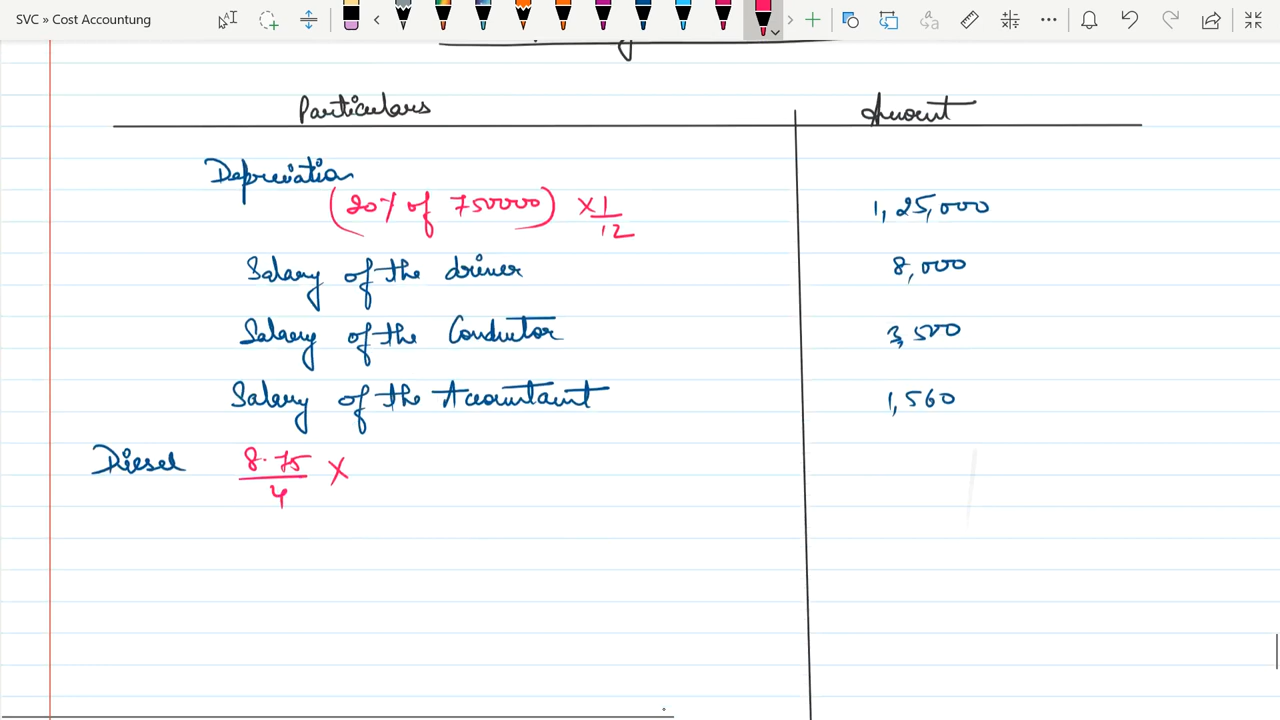 SVC » Cost Accountung
Particulars Amount
Depreciation
(20% of 750000) × 1/12 1,25,000
Salary of the driver 8,000
Salary of the Conductor 3,500
Salary of the Accountant 1,560
Diesel 8.75/4 ×